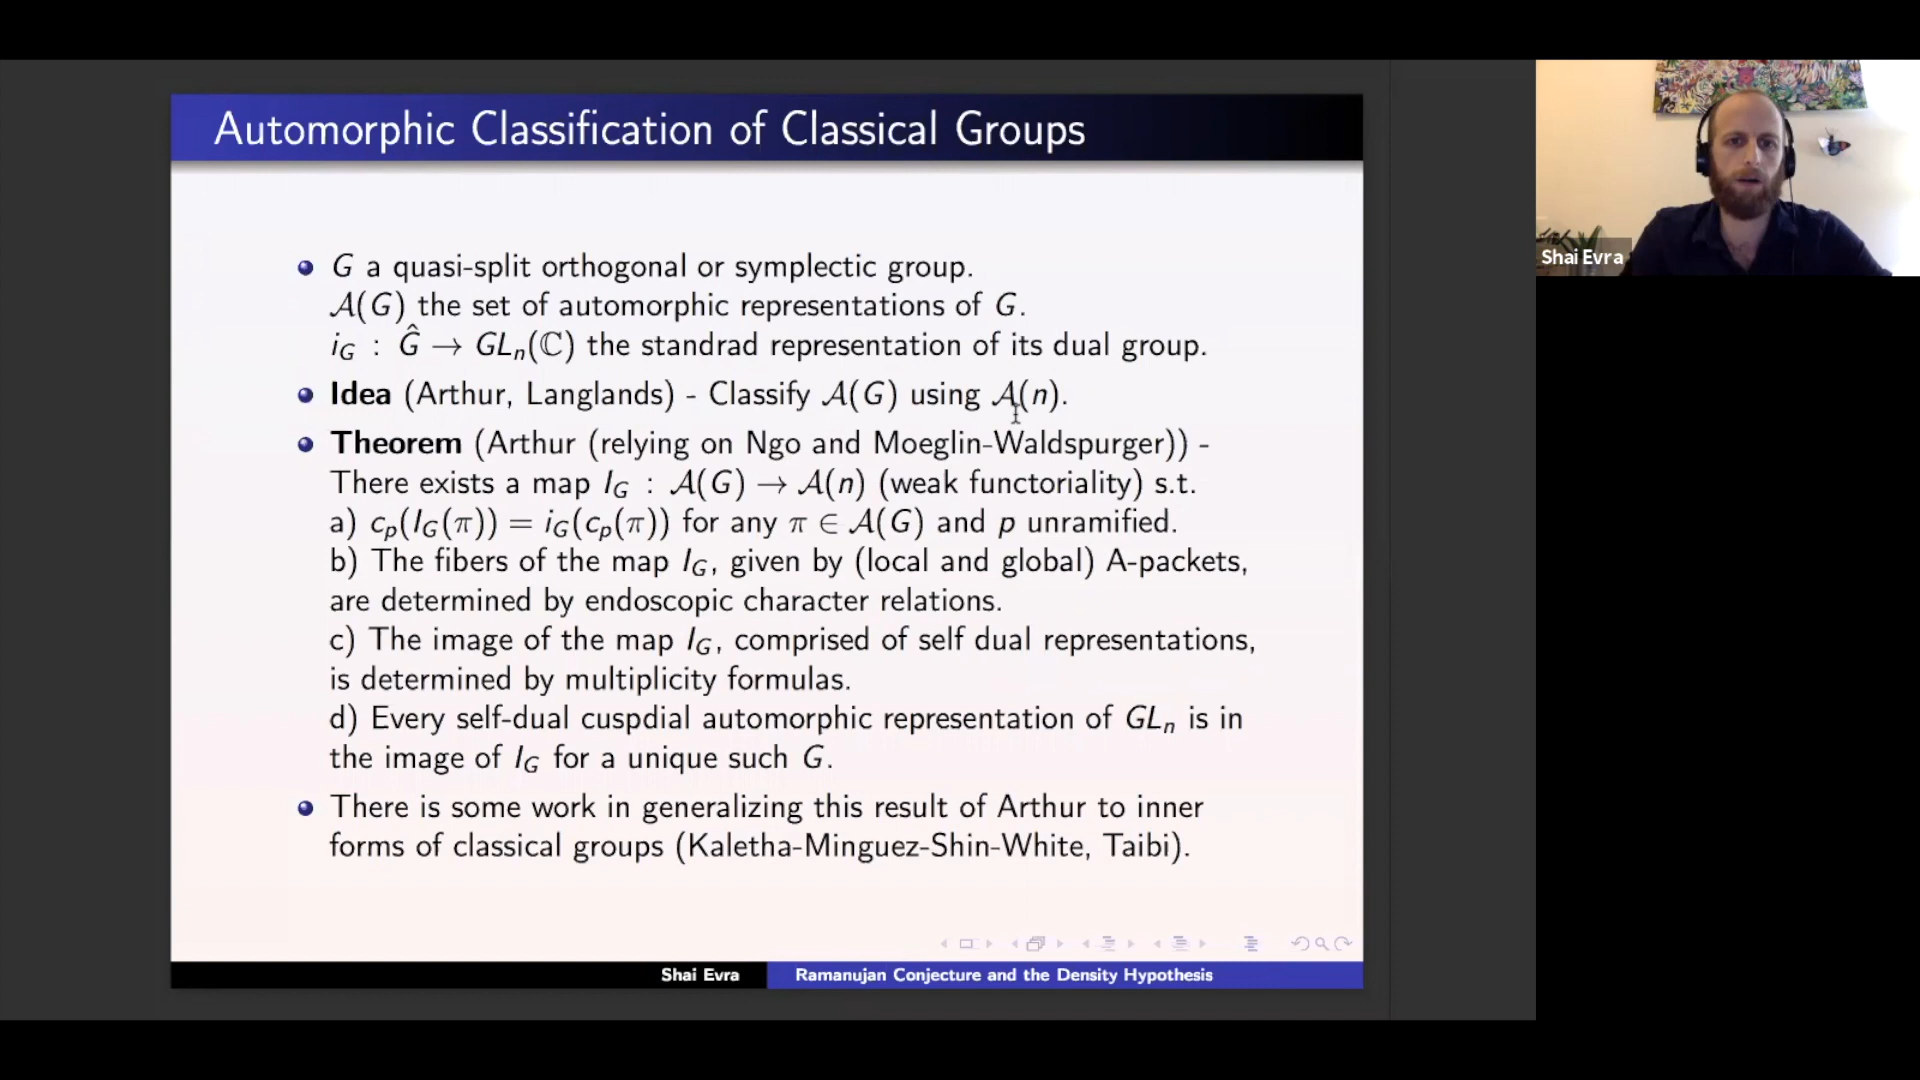 Automorphic Classification of Classical Groups
G a quasi-split orthogonal or symplectic group.
𝒜(G) the set of automorphic representations of G.
i_G : Ĝ → GL_n(ℂ) the standrad representation of its dual group.
Idea (Arthur, Langlands) - Classify 𝒜(G) using 𝒜(n).
Theorem (Arthur (relying on Ngo and Moeglin-Waldspurger)) -
There exists a map I_G : 𝒜(G) → 𝒜(n) (weak functoriality) s.t.
a) c_p(I_G(π)) = i_G(c_p(π)) for any π ∈ 𝒜(G) and p unramified.
b) The fibers of the map I_G, given by (local and global) A-packets,
are determined by endoscopic character relations.
c) The image of the map I_G, comprised of self dual representations,
is determined by multiplicity formulas.
d) Every self-dual cuspdial automorphic representation of GL_n is in
the image of I_G for a unique such G.
There is some work in generalizing this result of Arthur to inner
forms of classical groups (Kaletha-Minguez-Shin-White, Taibi).
Shai Evra
Ramanujan Conjecture and the Density Hypothesis
Shai Evra